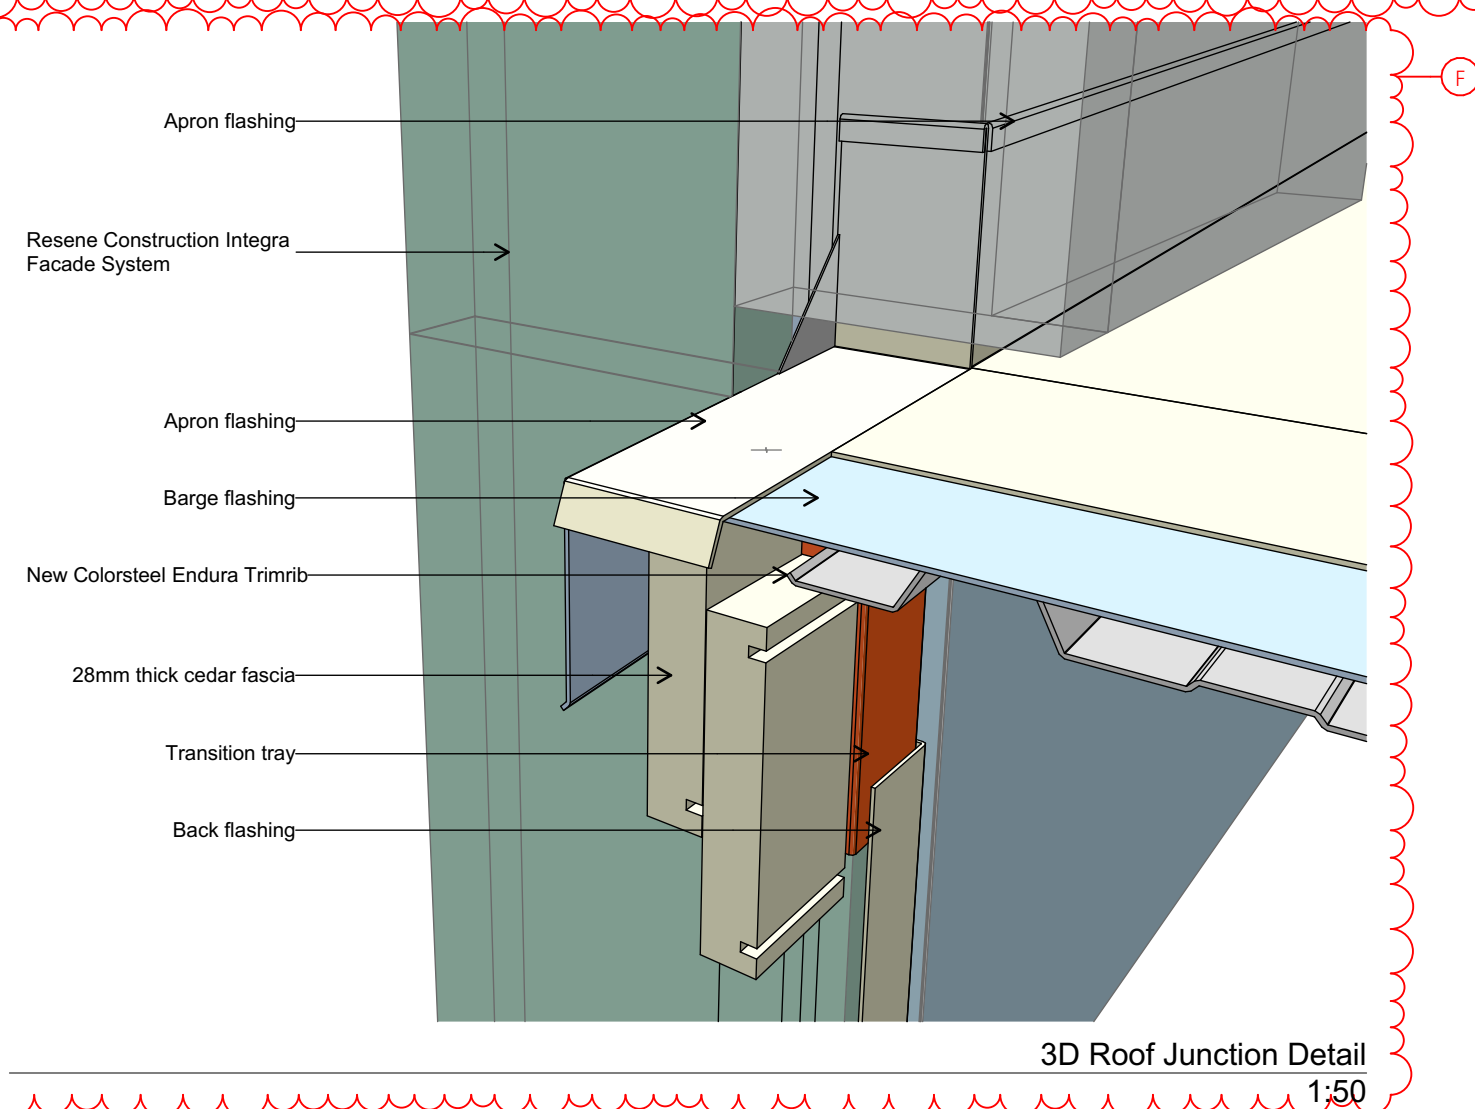 F
Apron flashing
Resene Construction Integra
Facade System
Apron flashing
Barge flashing
New Colorsteel Endura Trimrib
28mm thick cedar fascia
Transition tray
Back flashing
3D Roof Junction Detail
1:50